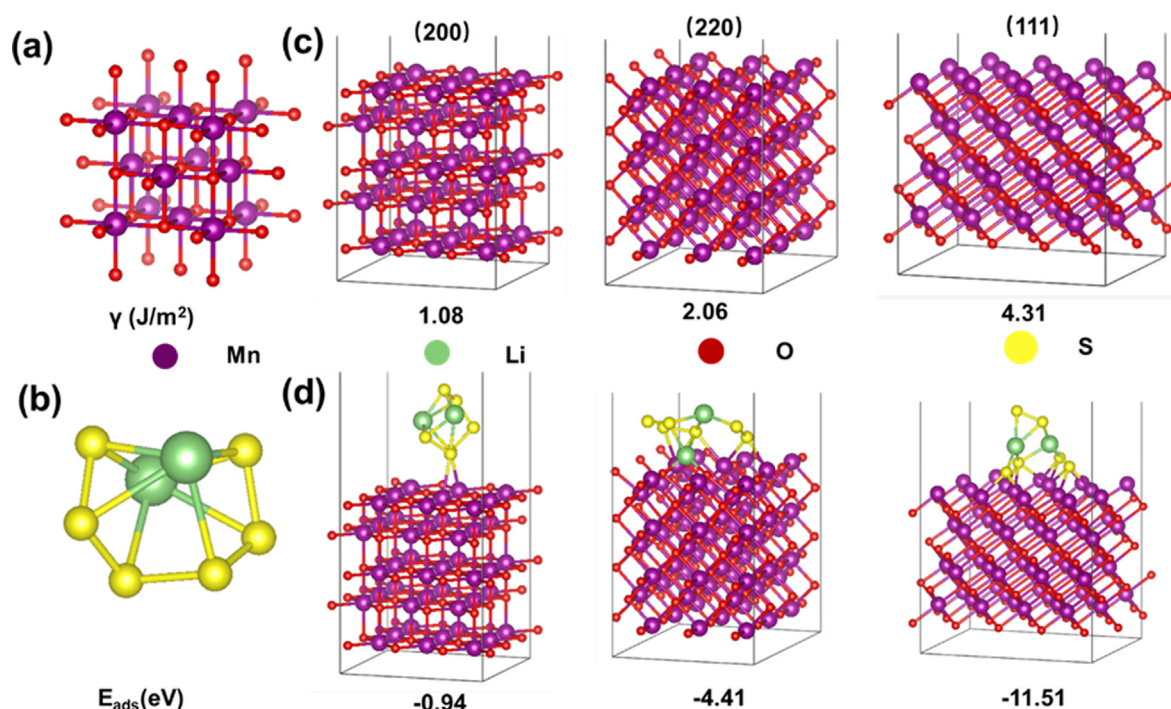 (a)
(c)
(200)
(220)
(111)
γ (J/m²)
1.08
2.06
4.31
Mn
Li
O
S
(b)
(d)
E_ads(eV)
-0.94
-4.41
-11.51